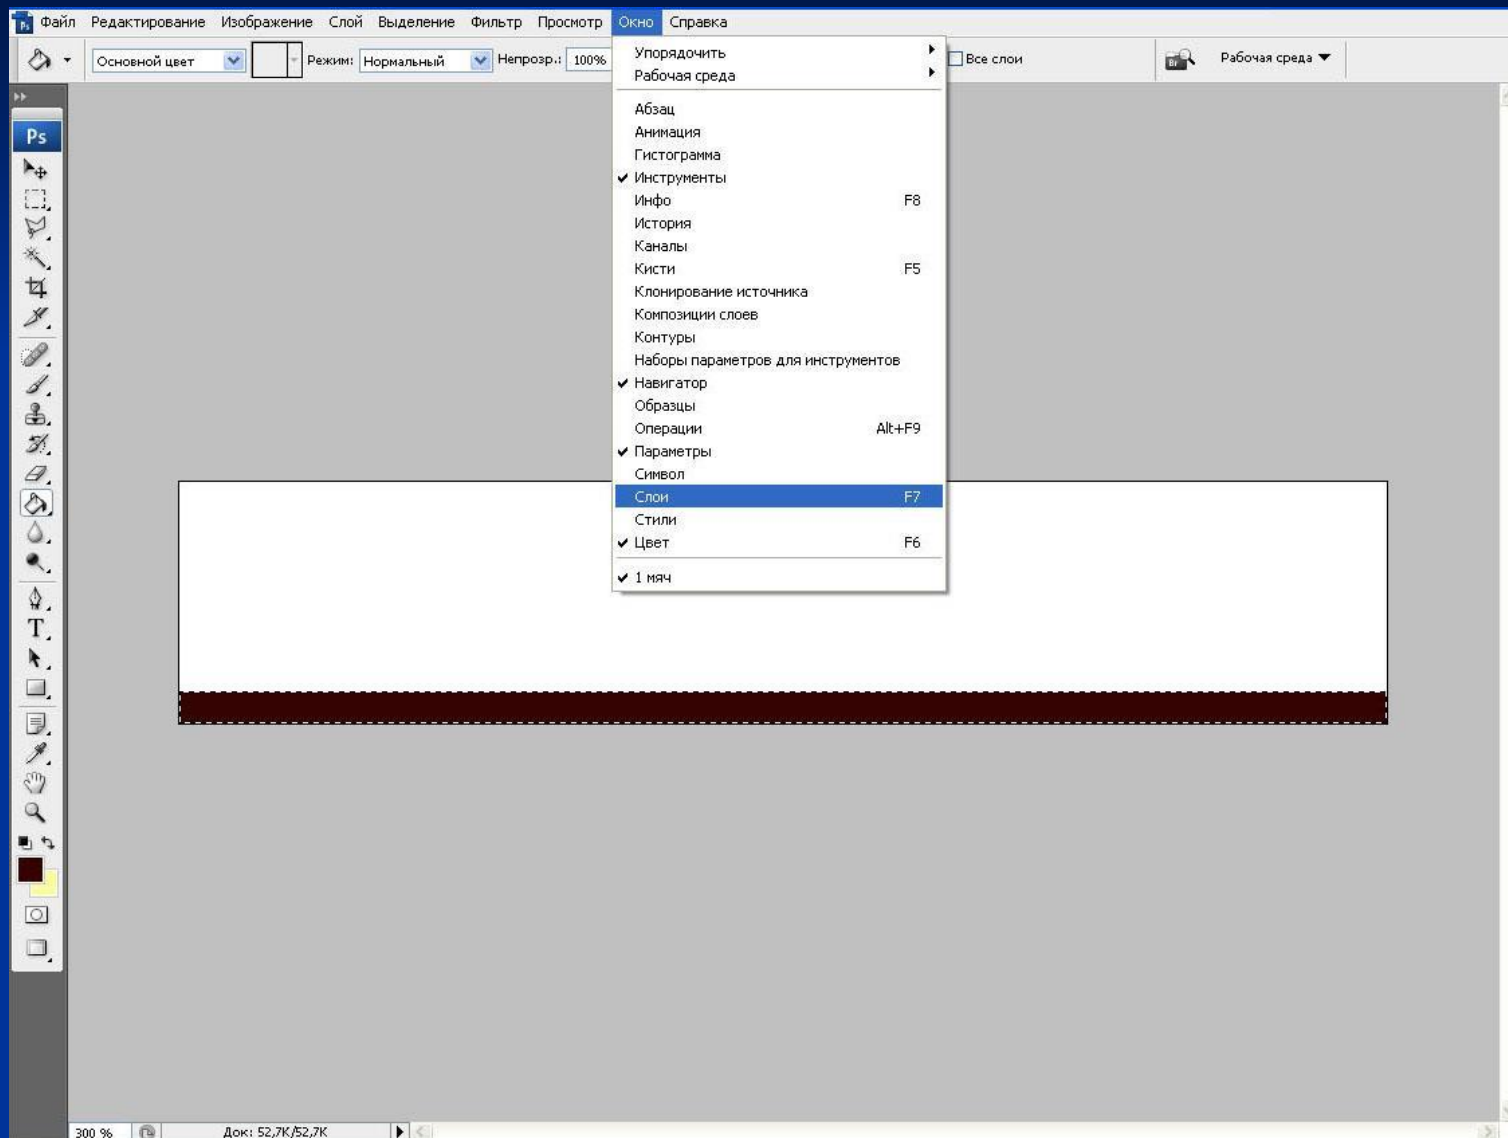 Файл Редактирование Изображение Слой Выделение Фильтр Просмотр Окно Справка
Основной цвет Режим: Нормальный Непрозр.: 100% Все слои Br Рабочая среда
Упорядочить
Рабочая среда
Абзац
Анимация
Гистограмма
Инструменты
Инфо F8
История
Каналы
Кисти F5
Клонирование источника
Композиции слоев
Контуры
Наборы параметров для инструментов
Навигатор
Образцы
Операции Alt+F9
Параметры
Символ
Слои F7
Стили
Цвет F6
1 мяч
Ps
T
300 % Док: 52,7K/52,7K